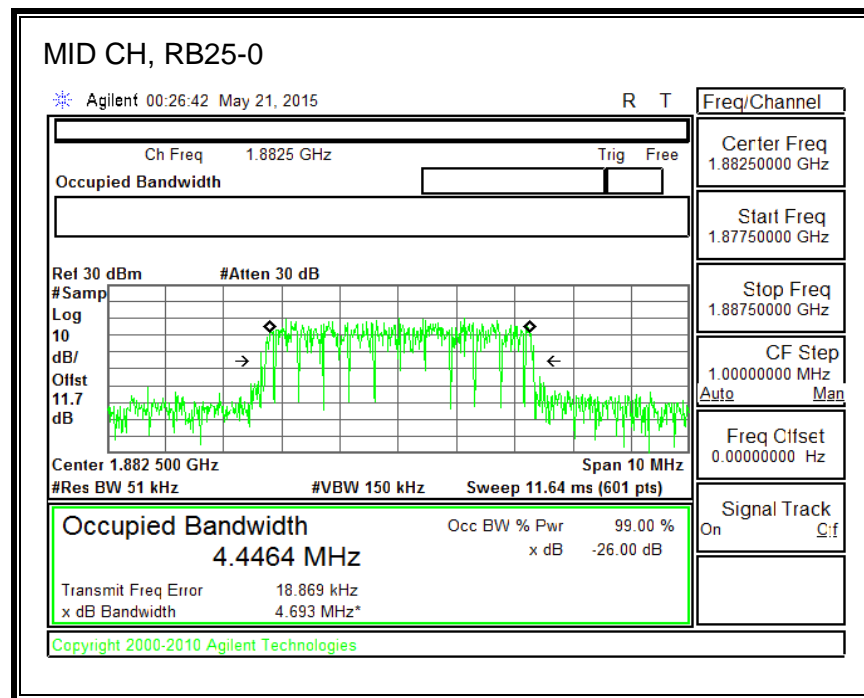 MID CH, RB25-0
Agilent 00:26:42 May 21, 2015 R T
Freq/Channel
Ch Freq 1.8825 GHz Trig Free
Occupied Bandwidth
Center Freq
1.88250000 GHz
Start Freq
1.87750000 GHz
Stop Freq
1.88750000 GHz
CF Step
1.00000000 MHz
Auto Man
Freq Offset
0.00000000 Hz
Signal Track
On Off
Ref 30 dBm #Atten 30 dB
#Samp
Log
10
dB/
Offst
11.7
dB
Center 1.882 500 GHz Span 10 MHz
#Res BW 51 kHz #VBW 150 kHz Sweep 11.64 ms (601 pts)
Occupied Bandwidth
4.4464 MHz
Occ BW % Pwr 99.00 %
x dB -26.00 dB
Transmit Freq Error 18.869 kHz
x dB Bandwidth 4.693 MHz*
Copyright 2000-2010 Agilent Technologies